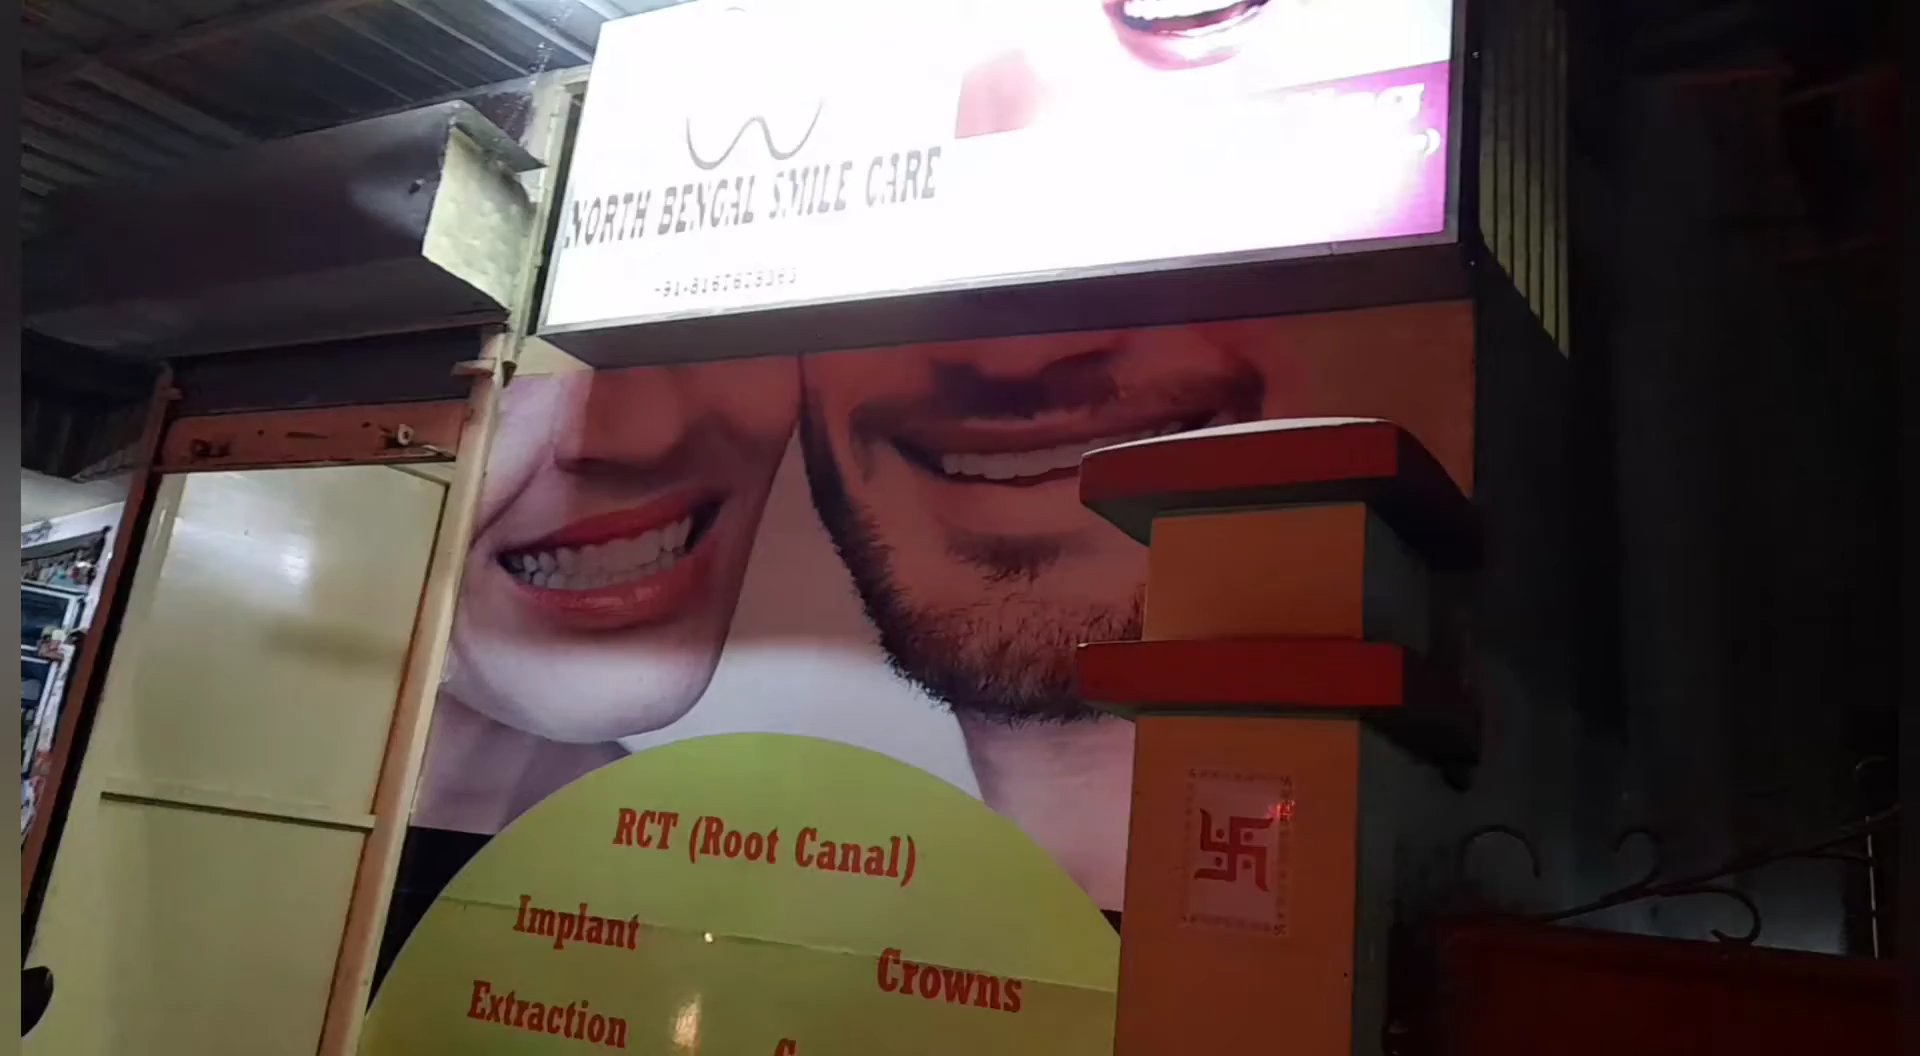 NORTH BENGAL SMILE CARE
RCT (Root Canal)
Implant
Crowns
Extraction